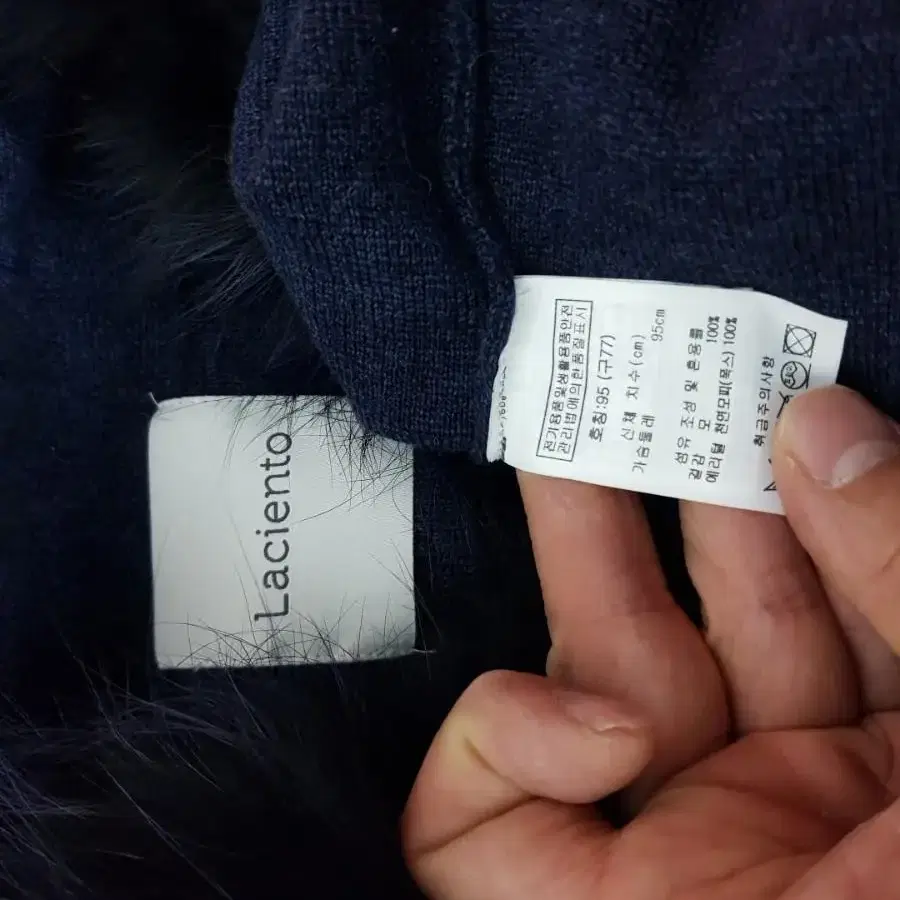 Laciento
전기용품및생활용품안전
관리법에의한품질표시
호칭:95 (구77)
신체 치수(cm)
가슴둘레 95cm
섬유 조성 및 혼용률
겉감 모 100%
에리털 천연모피(폭스) 100%
취급주의사항